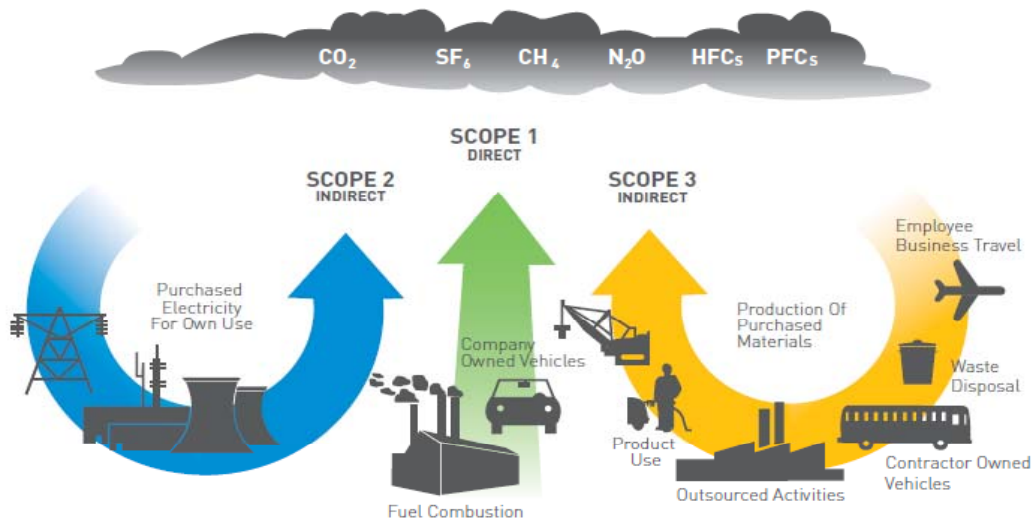 CO₂ SF₆ CH₄ N₂O HFCs PFCs
SCOPE 1
DIRECT
SCOPE 2
INDIRECT
SCOPE 3
INDIRECT
Purchased
Electricity
For Own Use
Company
Owned Vehicles
Fuel Combustion
Production Of
Purchased
Materials
Employee
Business Travel
Waste
Disposal
Contractor Owned
Vehicles
Outsourced Activities
Product
Use